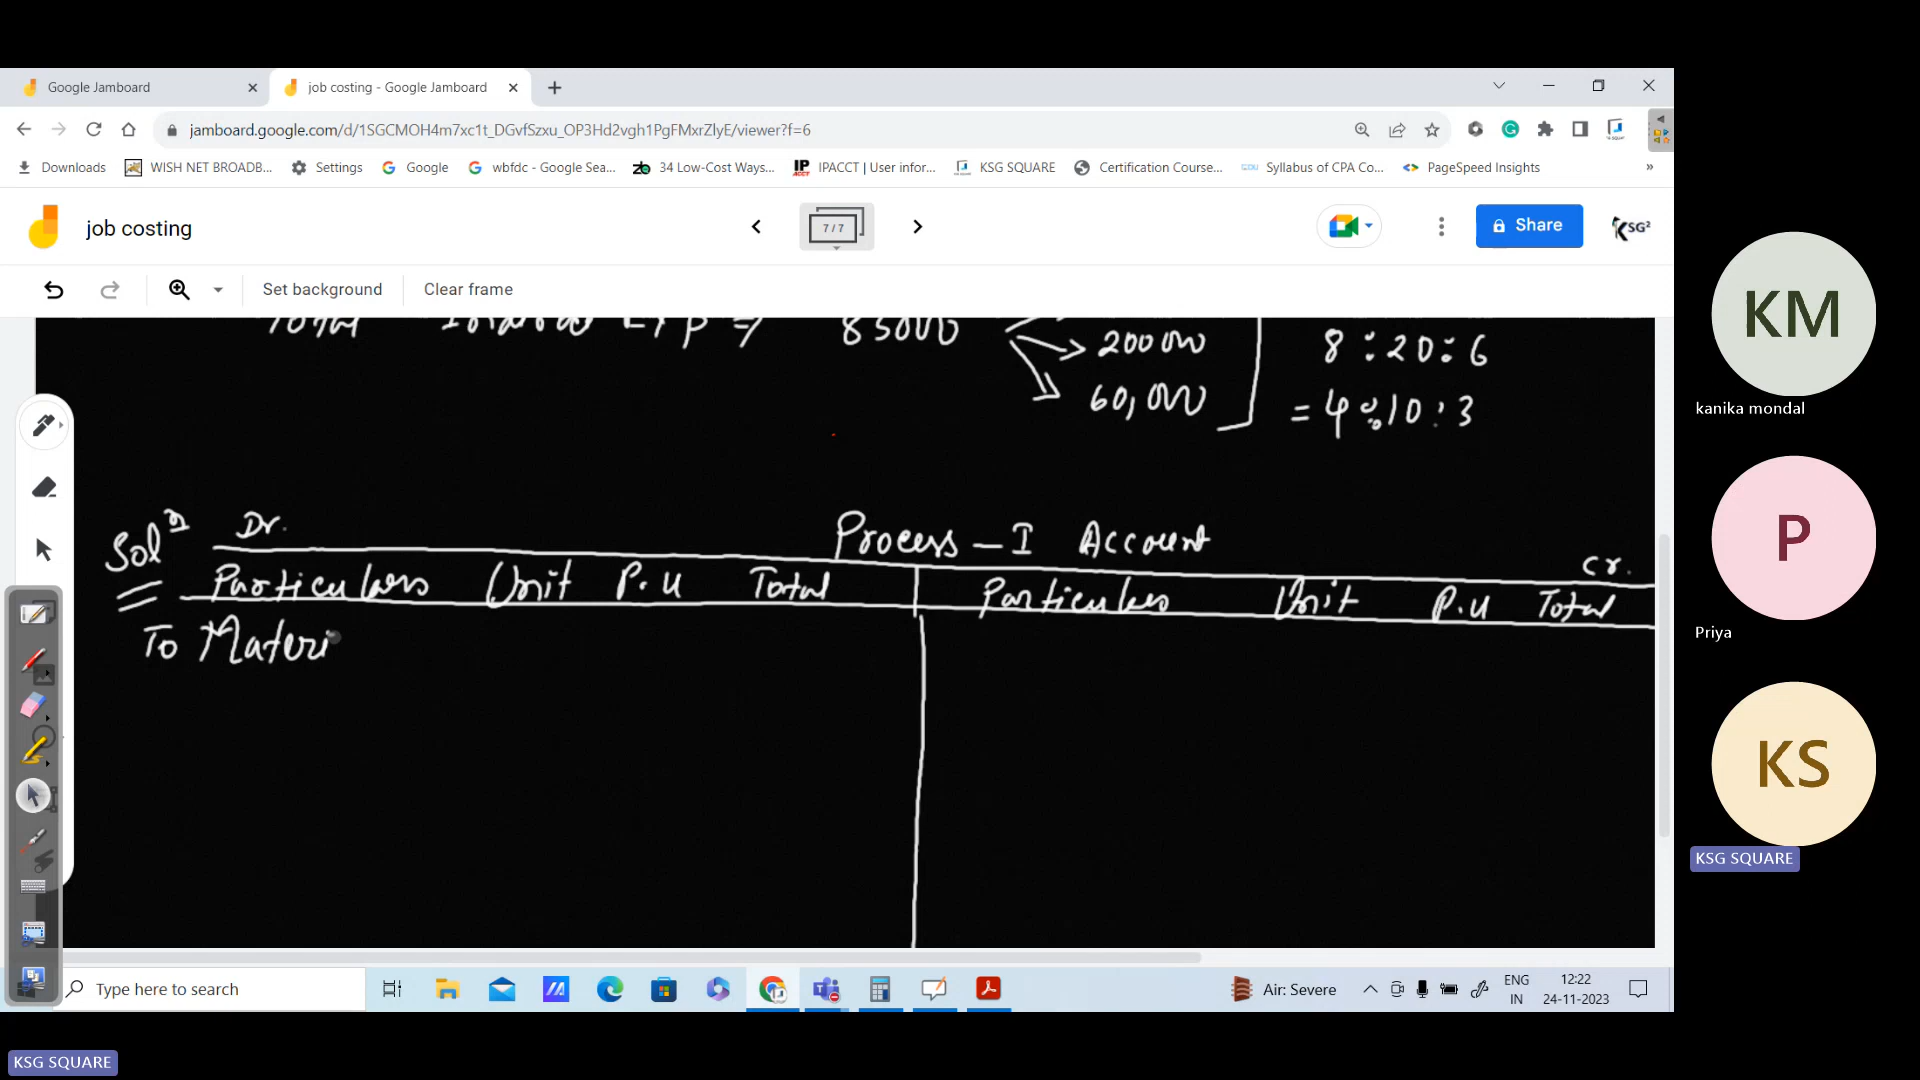 Google Jamboard
job costing - Google Jamboard
jamboard.google.com/d/1SGCMOH4m7xc1t_DGvfSzxu_OP3Hd2vgh1PgFMxrZlyE/viewer?f=6
Downloads WISH NET BROADB... Settings Google wbfdc - Google Sea... 34 Low-Cost Ways... IPACCT | User infor... KSG SQUARE Certification Course... Syllabus of CPA Co... PageSpeed Insights »
job costing
7 / 7
Share
KSG²
Set background Clear frame
Total 85000
200000 8 : 20 : 6
60,000 = 4 : 10 : 3
Solⁿ Dr. Process - I Account Cr.
Particulars Unit P.U Total Particulars Unit P.U Total
To Materi
KM
kanika mondal
P
Priya
KS
KSG SQUARE
Type here to search
Air: Severe
ENG
IN
12:22
24-11-2023
KSG SQUARE